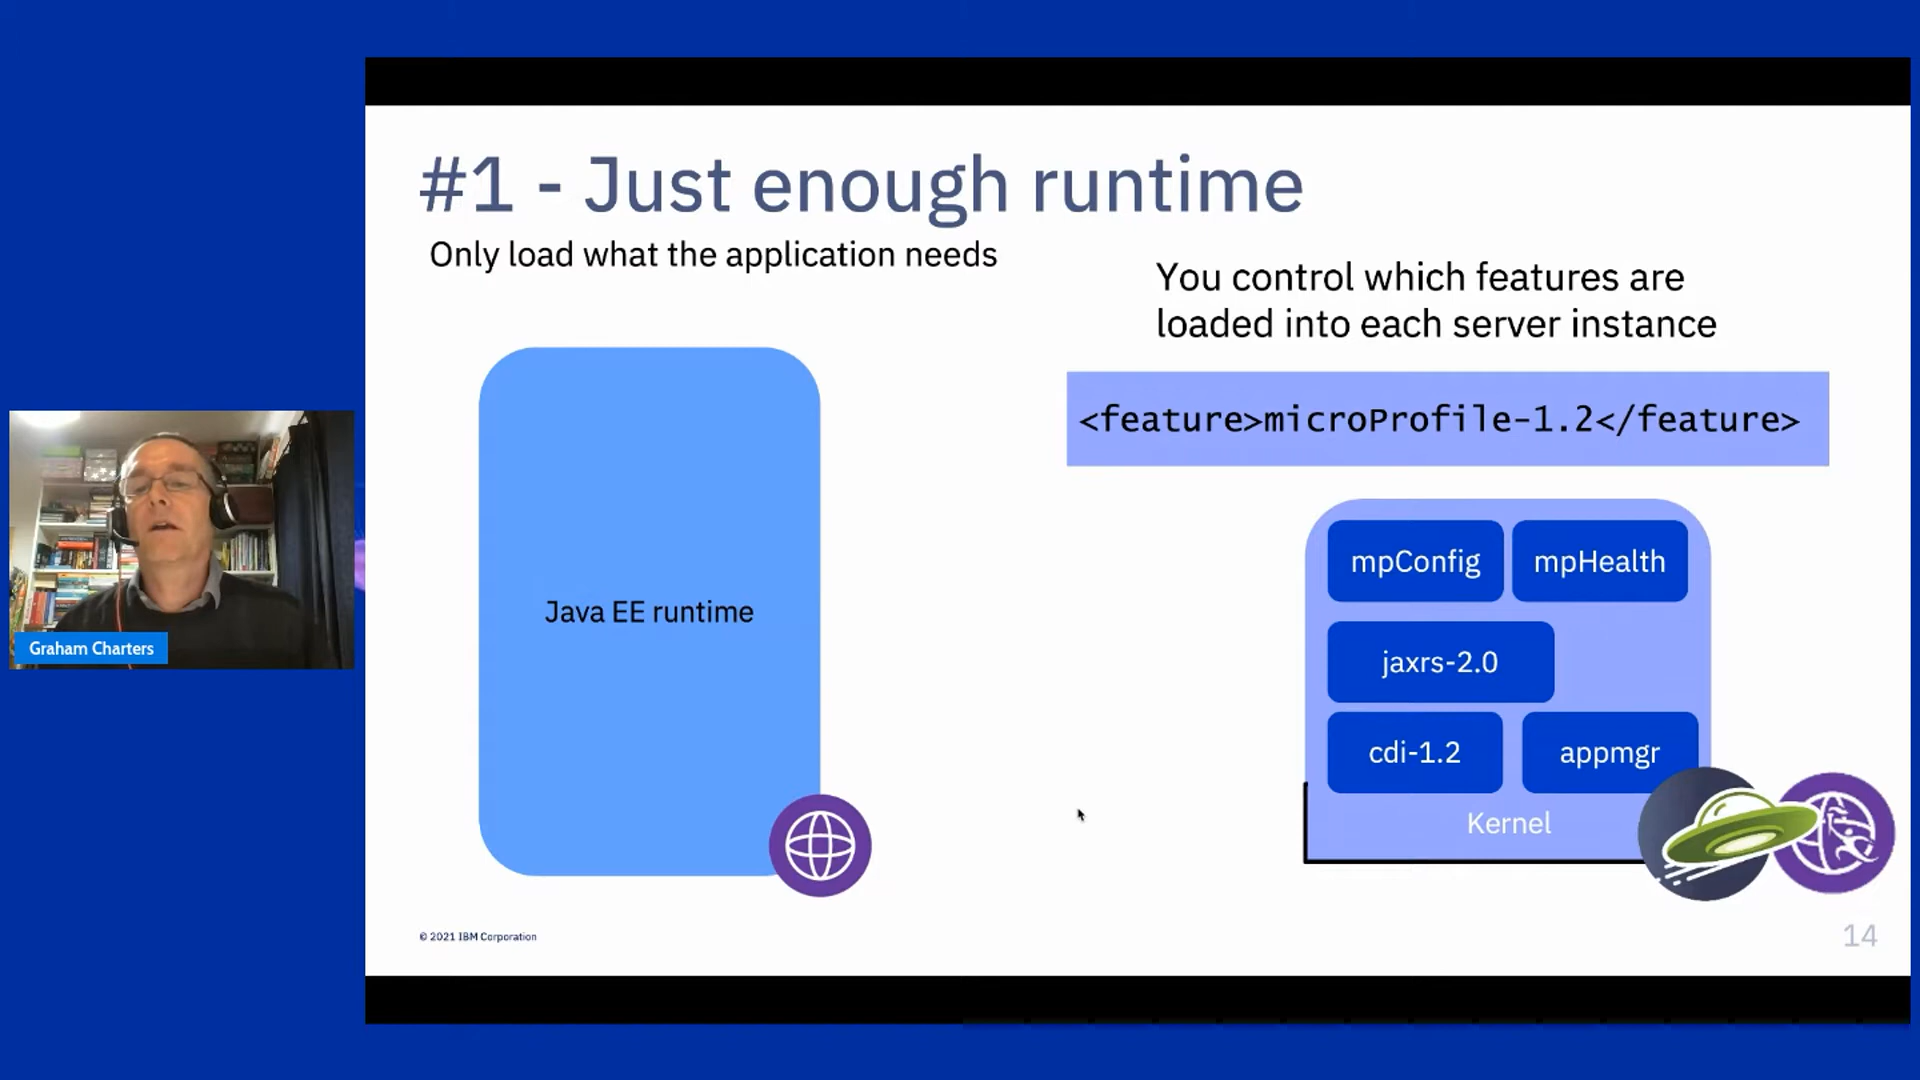 #1 - Just enough runtime
Only load what the application needs
You control which features are
loaded into each server instance
<feature>microProfile-1.2</feature>
Java EE runtime
mpConfig
mpHealth
jaxrs-2.0
cdi-1.2
appmgr
Kernel
Graham Charters
© 2021 IBM Corporation
14